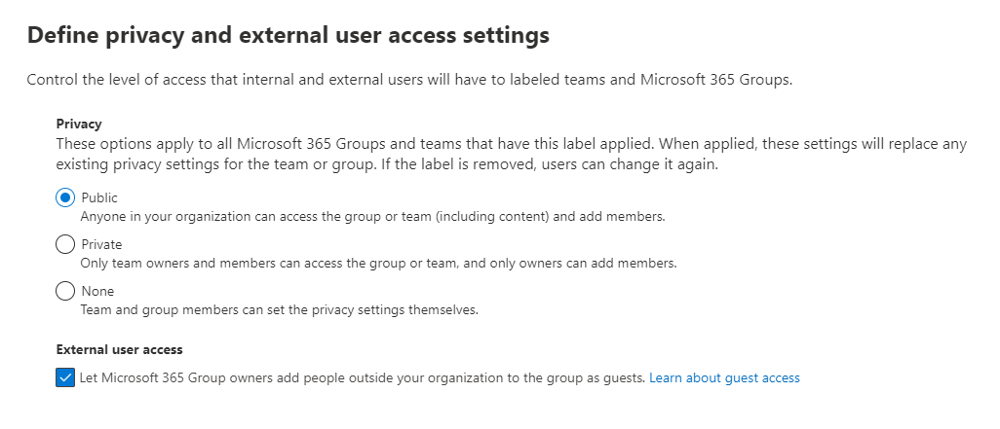 Define privacy and external user access settings
Control the level of access that internal and external users will have to labeled teams and Microsoft 365 Groups.
Privacy
These options apply to all Microsoft 365 Groups and teams that have this label applied. When applied, these settings will replace any
existing privacy settings for the team or group. If the label is removed, users can change it again.
Public
Anyone in your organization can access the group or team (including content) and add members.
Private
Only team owners and members can access the group or team, and only owners can add members.
None
Team and group members can set the privacy settings themselves.
External user access
Let Microsoft 365 Group owners add people outside your organization to the group as guests. Learn about guest access